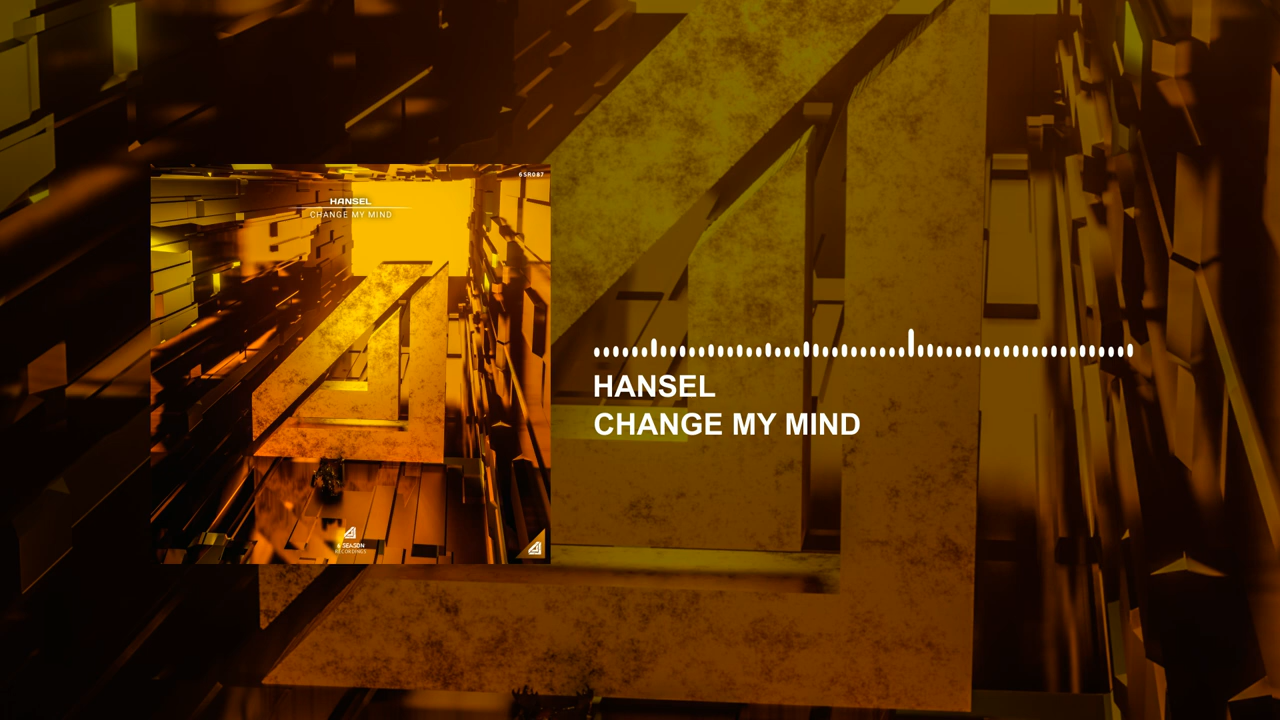 6SR087
HANSEL
CHANGE MY MIND
6 SEASON
RECORDINGS
HANSEL
CHANGE MY MIND